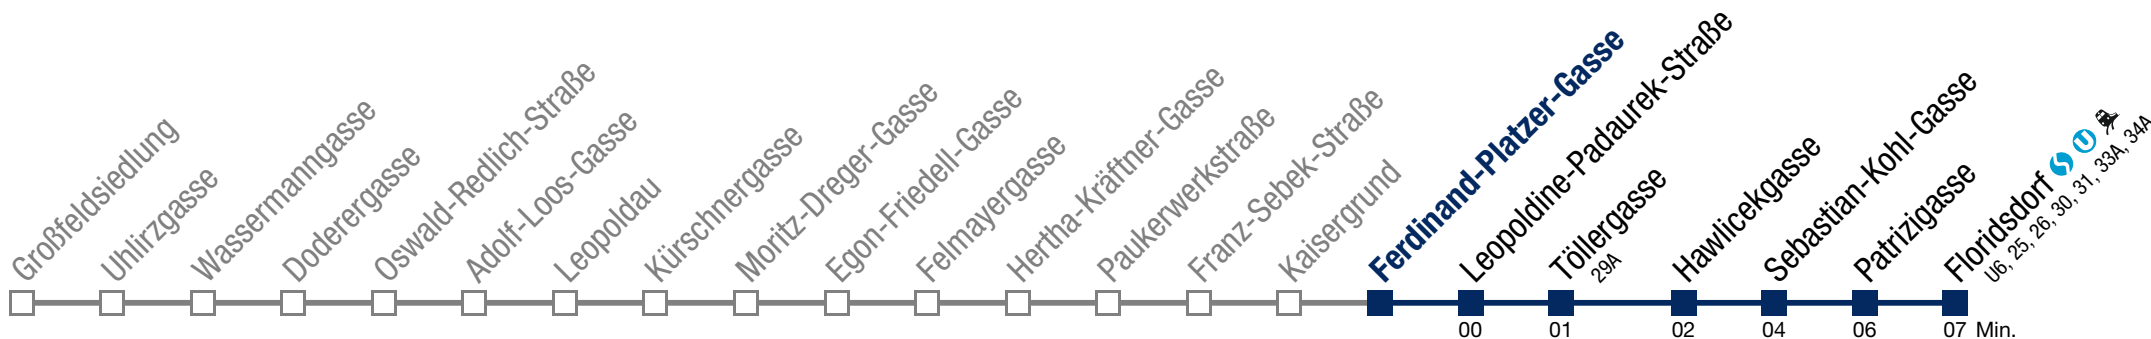 Großfeldsiedlung
Uhlirzgasse
Wassermanngasse
Doderergasse
Oswald-Redlich-Straße
Adolf-Loos-Gasse
Leopoldau
Kürschnergasse
Moritz-Dreger-Gasse
Egon-Friedell-Gasse
Felmayergasse
Hertha-Kräftner-Gasse
Paukerwerkstraße
Franz-Sebek-Straße
Kaisergrund
Ferdinand-Platzer-Gasse
Leopoldine-Padaurek-Straße
Töllergasse
29A
Hawlicekgasse
Sebastian-Kohl-Gasse
Patrizigasse
Floridsdorf S U
U6, 25, 26, 30, 31, 33A, 34A
00 01 02 04 06 07 Min.